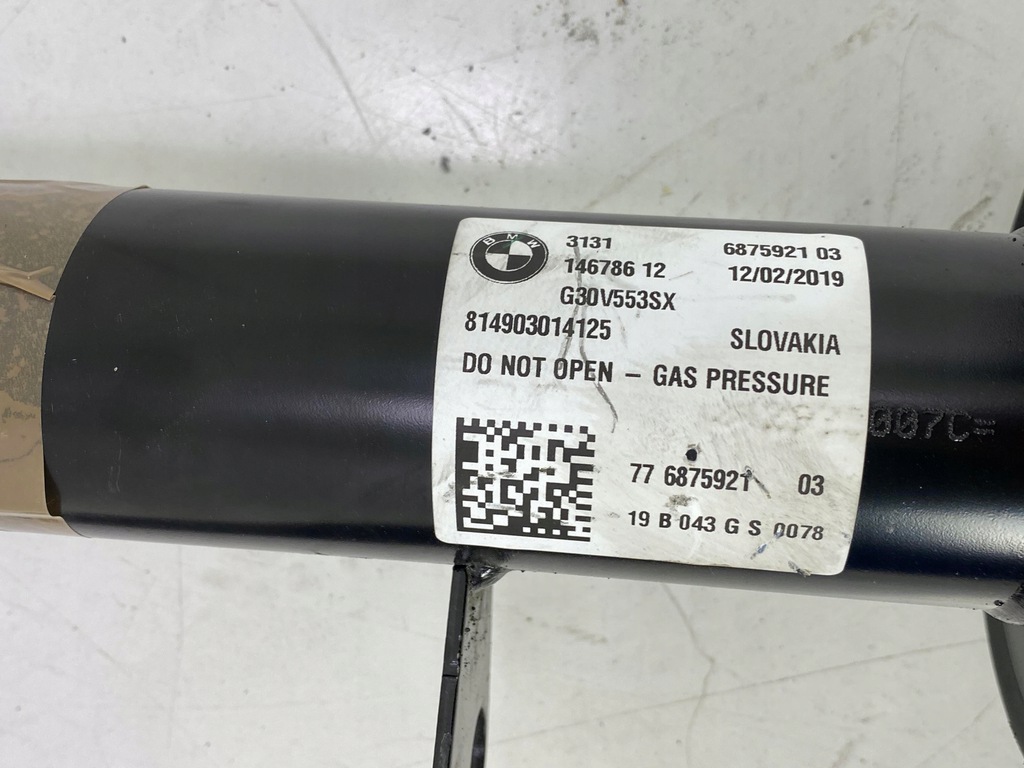 BMW
3131 6875921 03
146786 12 12/02/2019
G30V553SX
814903014125 SLOVAKIA
DO NOT OPEN – GAS PRESSURE
77 6875921 03
19 B 043 G S 0078
007C=